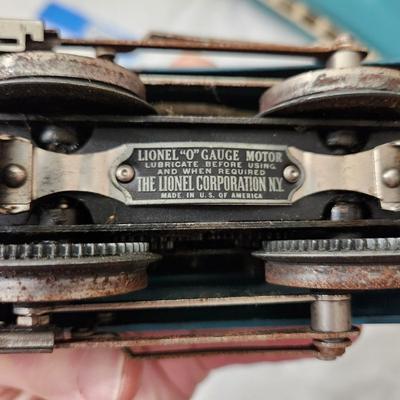 LIONEL "O" GAUGE MOTOR
LUBRICATE BEFORE USING
AND WHEN REQUIRED
THE LIONEL CORPORATION N.Y.
MADE IN U.S. OF AMERICA